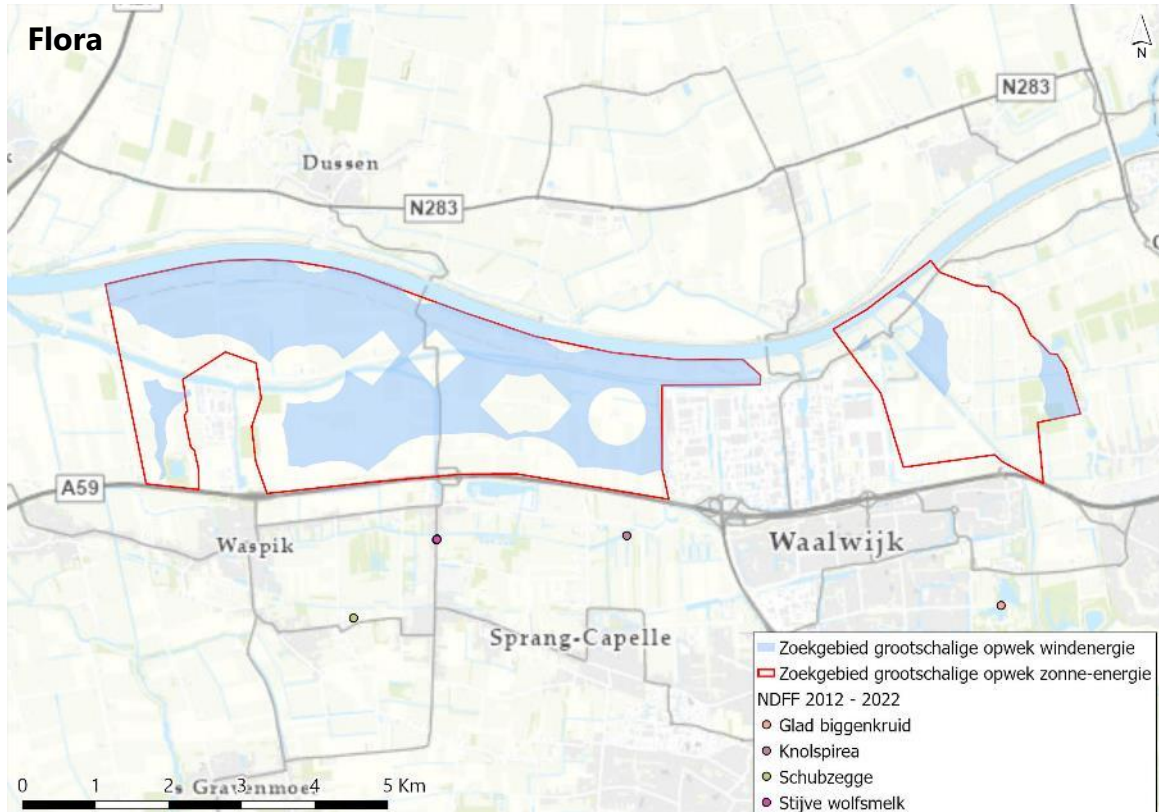 Flora
N
N283
Dussen
N283
A59
Waspik
Waalwijk
Sprang-Capelle
Zoekgebied grootschalige opwek windenergie
Zoekgebied grootschalige opwek zonne-energie
NDFF 2012 - 2022
Glad biggenkruid
Knolspirea
Schubzegge
Stijve wolfsmelk
0 1 2 3 4 5 Km